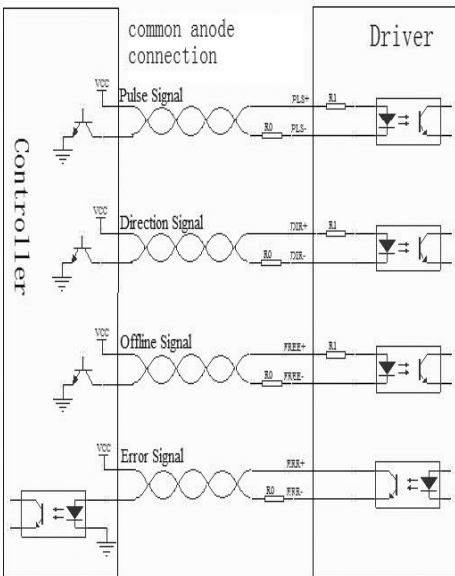 common anode
connection
Driver
Controller
VCC
Pulse Signal
PLS+
R1
R0
PLS-
VCC
Direction Signal
DIR+
R1
R0
DIR-
VCC
Offline Signal
FREE+
R1
R0
FREE-
VCC
Error Signal
ERR+
R0
ERR-